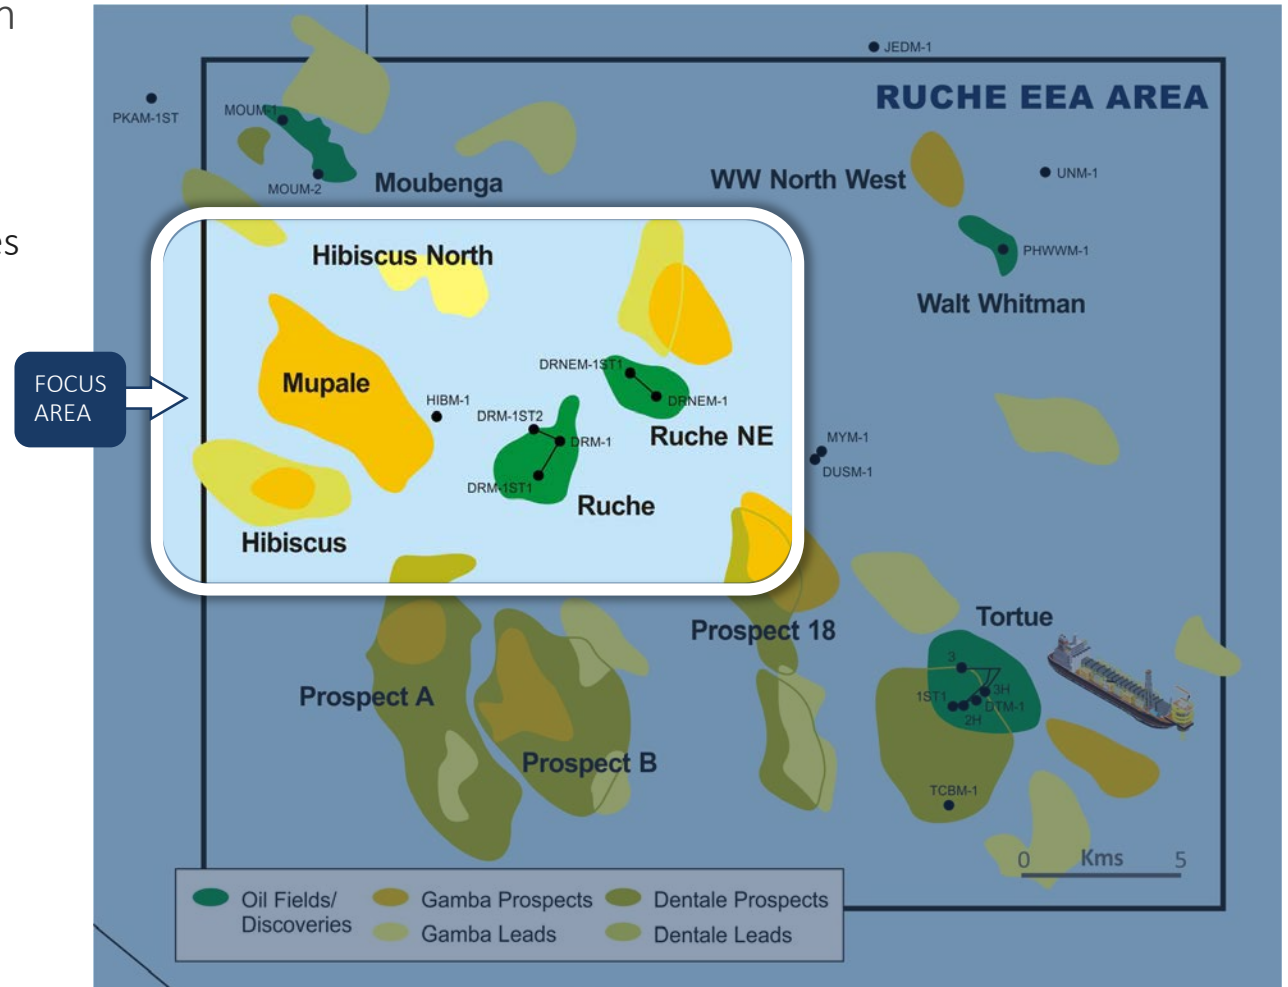 n
es
JEDM-1
RUCHE EEA AREA
PKAM-1ST
MOUM-1
MOUM-2
Moubenga
WW North West
UNM-1
PHWWM-1
Walt Whitman
Hibiscus North
FOCUS
AREA
Mupale
HIBM-1
DRNEM-1ST1
DRNEM-1
DRM-1ST2
DRM-1
Ruche NE
DRM-1ST1
Ruche
MYM-1
DUSM-1
Hibiscus
Prospect 18
Tortue
3
3H
1ST1
DTM-1
2H
Prospect A
Prospect B
TCBM-1
0 Kms 5
Oil Fields/
Discoveries
Gamba Prospects
Gamba Leads
Dentale Prospects
Dentale Leads